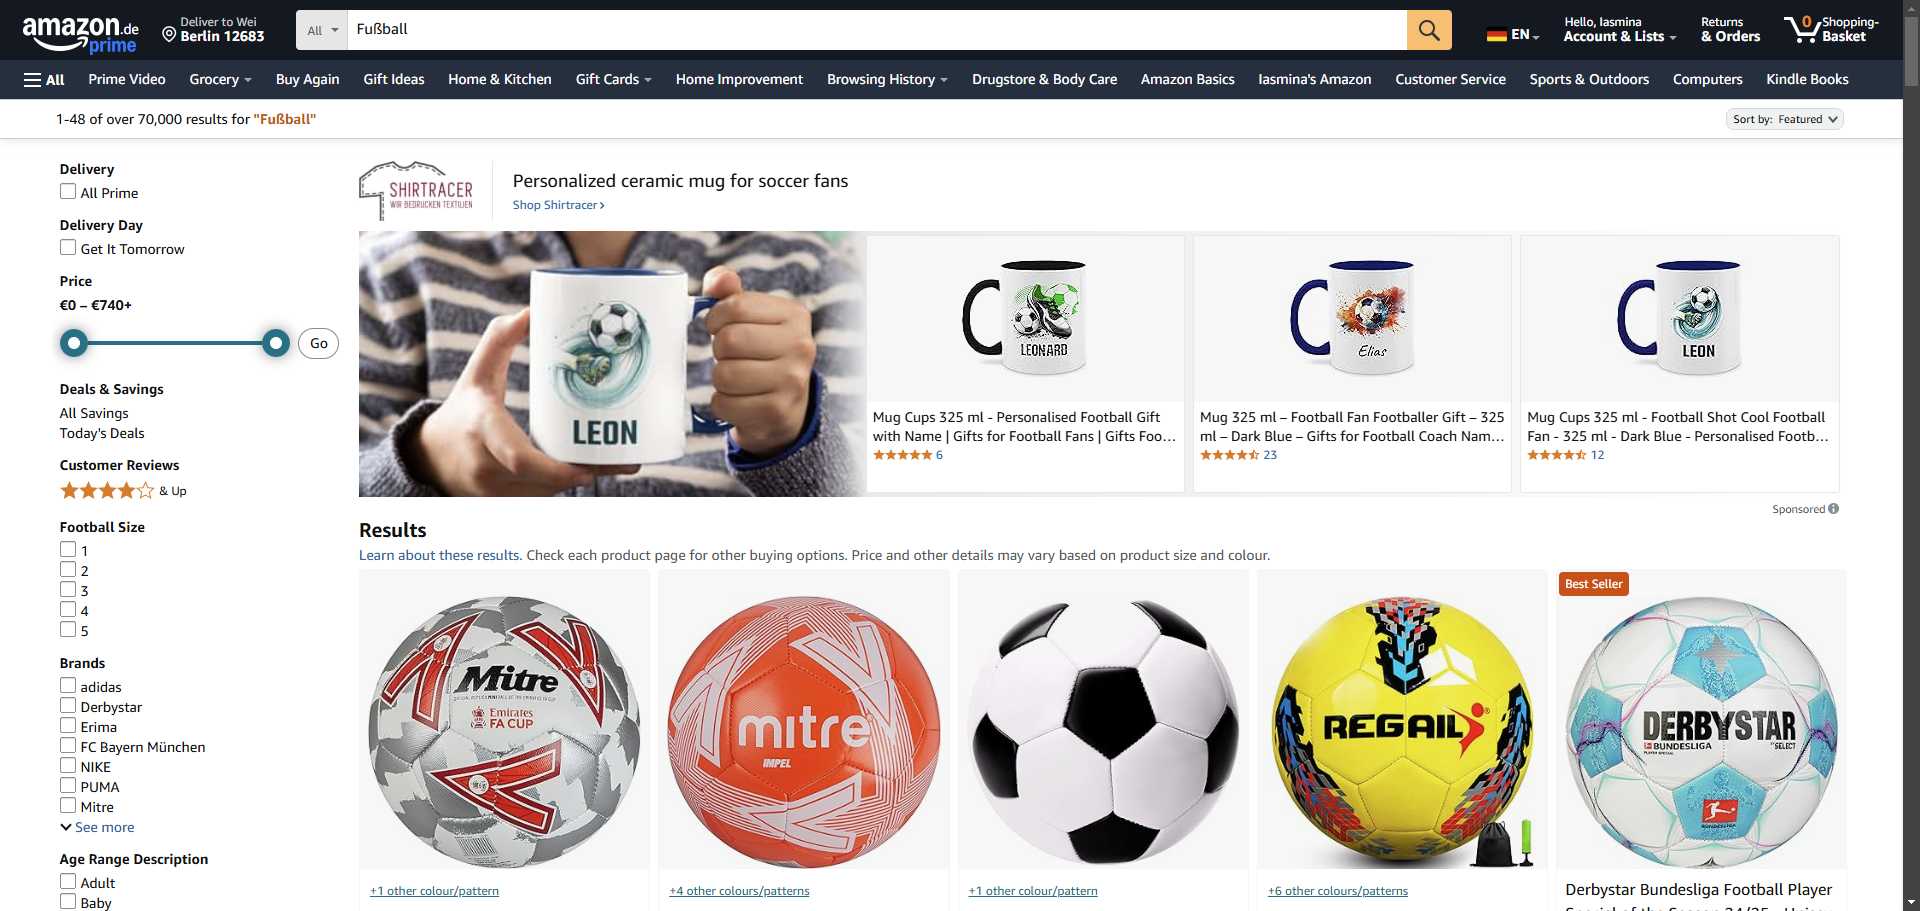 amazon.de
prime
Deliver to Wei
Berlin 12683
All
Fußball
EN
Hello, Iasmina
Account & Lists
Returns
& Orders
0
Shopping-
Basket
All
Prime Video
Grocery
Buy Again
Gift Ideas
Home & Kitchen
Gift Cards
Home Improvement
Browsing History
Drugstore & Body Care
Amazon Basics
Iasmina's Amazon
Customer Service
Sports & Outdoors
Computers
Kindle Books
1-48 of over 70,000 results for "Fußball"
Sort by: Featured
Delivery
All Prime
Delivery Day
Get It Tomorrow
Price
€0 – €740+
Go
Deals & Savings
All Savings
Today's Deals
Customer Reviews
& Up
Football Size
1
2
3
4
5
Brands
adidas
Derbystar
Erima
FC Bayern München
NIKE
PUMA
Mitre
See more
Age Range Description
Adult
Baby
SHIRTRACER
WIR BEDRUCKEN TEXTILIEN
Personalized ceramic mug for soccer fans
Shop Shirtracer
LEON
LEONARD
Mug Cups 325 ml - Personalised Football Gift
with Name | Gifts for Football Fans | Gifts Foo...
6
Elias
Mug 325 ml – Football Fan Footballer Gift – 325
ml – Dark Blue – Gifts for Football Coach Nam...
23
LEON
Mug Cups 325 ml - Football Shot Cool Football
Fan - 325 ml - Dark Blue - Personalised Footb...
12
Sponsored
Results
Learn about these results. Check each product page for other buying options. Price and other details may vary based on product size and colour.
Mitre
Emirates
FA CUP
+1 other colour/pattern
mitre
IMPEL
+4 other colours/patterns
+1 other colour/pattern
REGAIL
+6 other colours/patterns
Best Seller
DERBYSTAR
BUNDESLIGA
SELECT
BUNDESLIGA
Derbystar Bundesliga Football Player